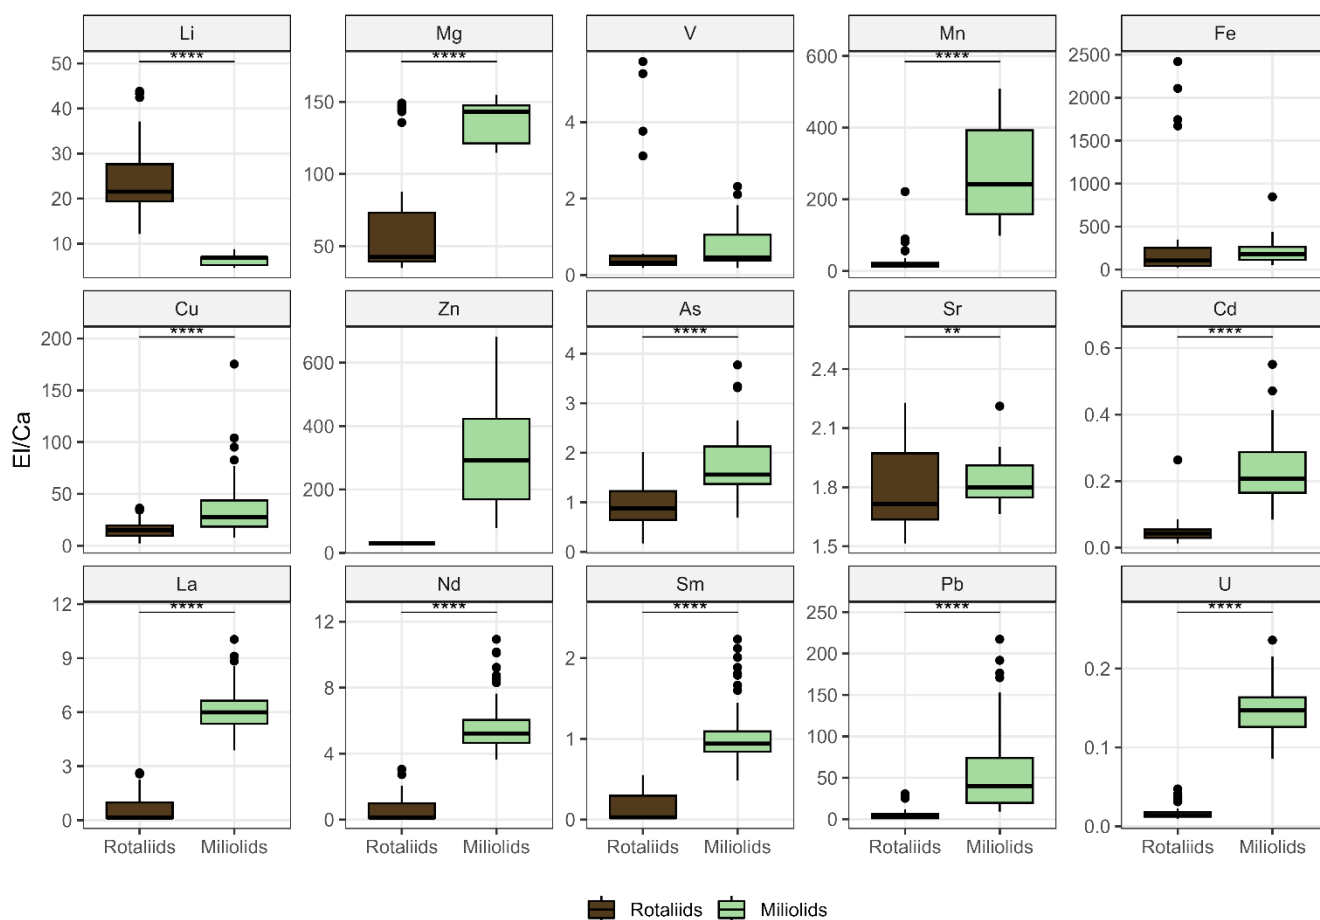 Li Mg V Mn Fe
**** **** ****
50 40 30 20 10
150 100 50
4 2 0
600 400 200 0
2500 2000 1500 1000 500 0
Cu Zn As Sr Cd
**** **** ** ****
200 150 100 50 0
600 400 200 0
4 3 2 1 0
2.4 2.1 1.8 1.5
0.6 0.4 0.2 0.0
El/Ca
La Nd Sm Pb U
**** **** **** **** ****
12 9 6 3 0
12 8 4 0
2 1 0
250 200 150 100 50 0
0.2 0.1 0.0
Rotaliids Miliolids Rotaliids Miliolids Rotaliids Miliolids Rotaliids Miliolids Rotaliids Miliolids
Rotaliids Miliolids